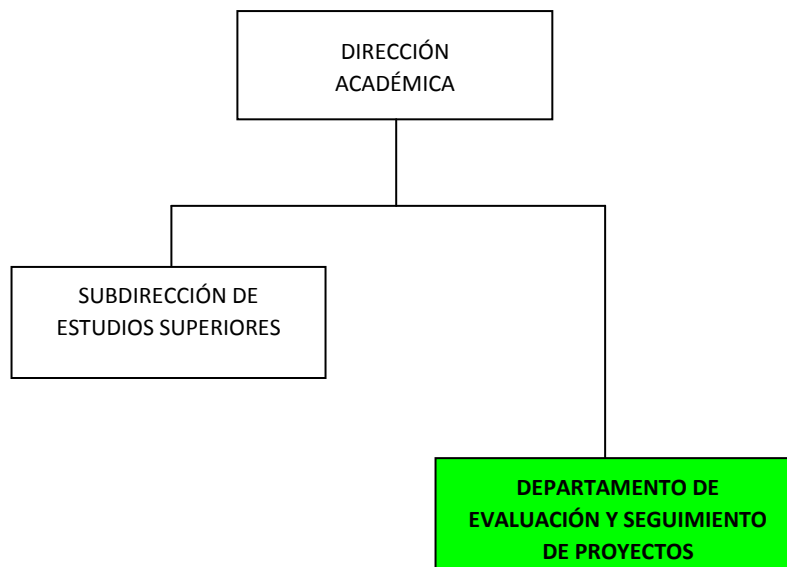 DIRECCIÓN
ACADÉMICA
SUBDIRECCIÓN DE
ESTUDIOS SUPERIORES
DEPARTAMENTO DE
EVALUACIÓN Y SEGUIMIENTO
DE PROYECTOS